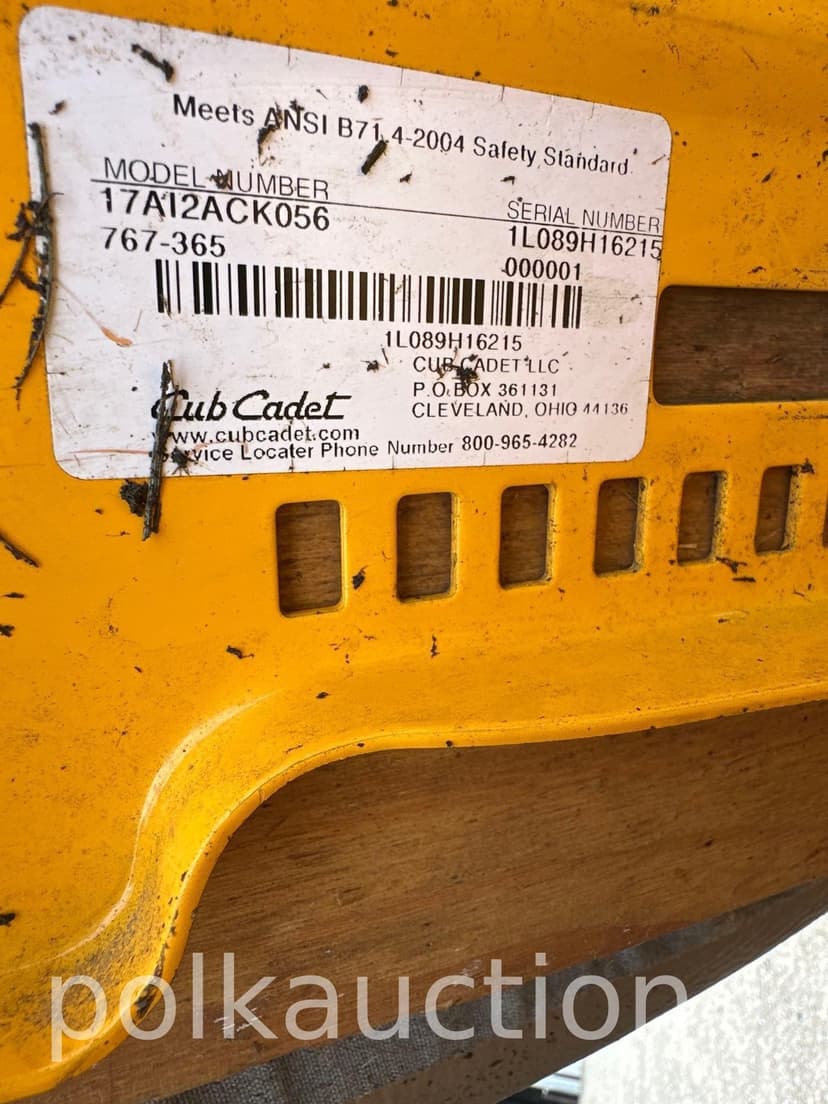 Meets ANSI B71.4-2004 Safety Standard.
MODEL NUMBER
17AI2ACK056
767-365
SERIAL NUMBER
1L089H16215
000001
1L089H16215
CUB CADET LLC
P.O.BOX 361131
CLEVELAND, OHIO 44136
Cub Cadet
www.cubcadet.com
Service Locater Phone Number 800-965-4282
polkauction